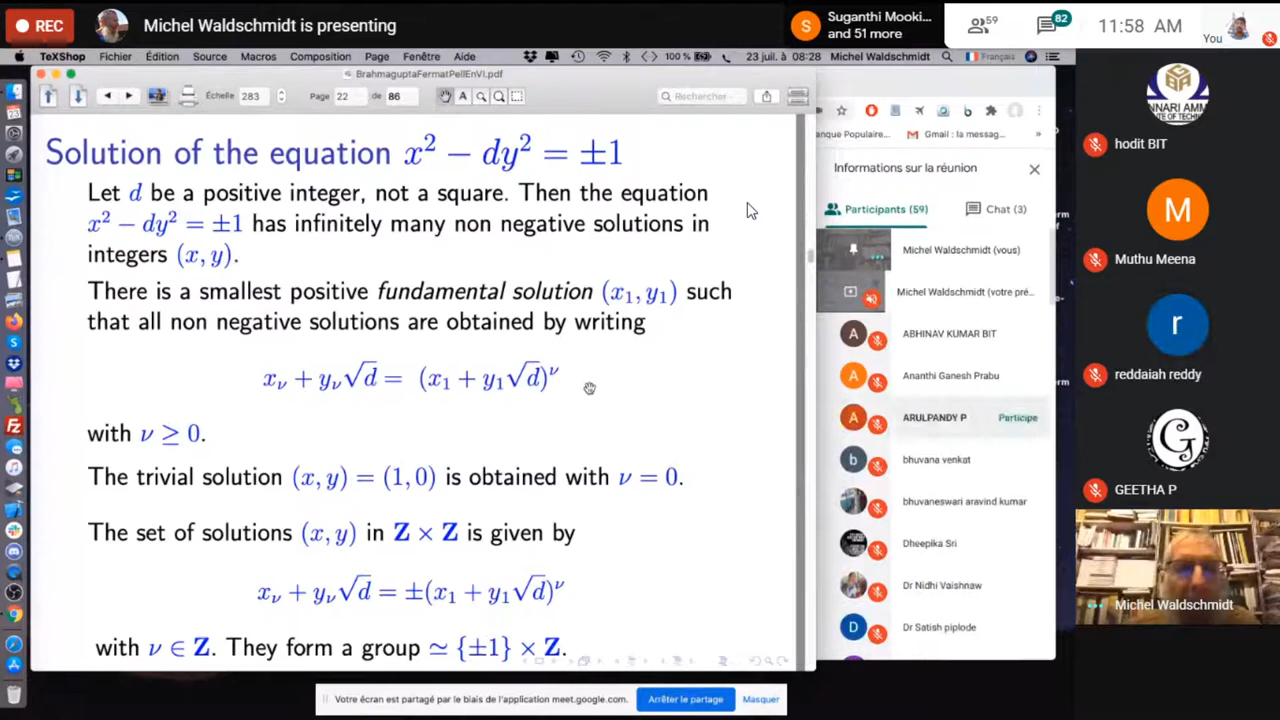 REC
Michel Waldschmidt is presenting
S
Suganthi Mooki...
and 51 more
59
82
11:58 AM
You
TeXShop Fichier Édition Source Macros Composition Page Fenêtre Aide
100 %
23 juil. à 08:28 Michel Waldschmidt
Français
BrahmaguptaFermatPellEnVI.pdf
Échelle 283
Page 22 de 86
Rechercher
Solution of the equation x² − dy² = ±1
Let d be a positive integer, not a square. Then the equation
x² − dy² = ±1 has infinitely many non negative solutions in
integers (x, y).
There is a smallest positive fundamental solution (x₁, y₁) such
that all non negative solutions are obtained by writing
x_ν + y_ν√d = (x₁ + y₁√d)^ν
with ν ≥ 0.
The trivial solution (x, y) = (1, 0) is obtained with ν = 0.
The set of solutions (x, y) in Z × Z is given by
x_ν + y_ν√d = ±(x₁ + y₁√d)^ν
with ν ∈ Z. They form a group ≃ {±1} × Z.
anque Populaire...
Gmail : la messag...
»
Informations sur la réunion
Participants (59)
Chat (3)
Michel Waldschmidt (vous)
Michel Waldschmidt (votre pré...
A
ABHINAV KUMAR BIT
A
Ananthi Ganesh Prabu
A
ARULPANDY P
Participe
b
bhuvana venkat
bhuvaneswari aravind kumar
Dheepika Sri
Dr Nidhi Vaishnaw
D
Dr Satish piplode
Votre écran est partagé par le biais de l'application meet.google.com.
Arrêter le partage
Masquer
hodit BIT
M
Muthu Meena
r
reddaiah reddy
G
GEETHA P
Michel Waldschmidt